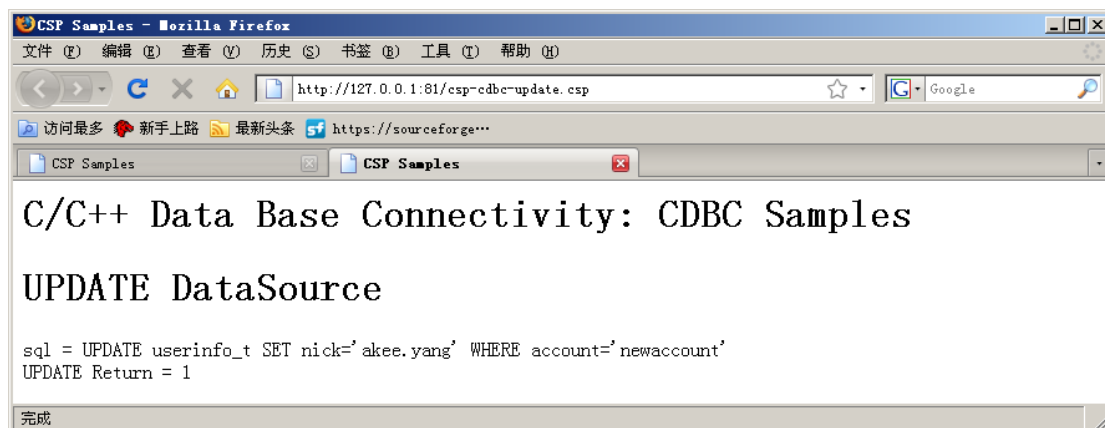 CSP Samples - Mozilla Firefox
文件 (F) 编辑 (E) 查看 (V) 历史 (S) 书签 (B) 工具 (T) 帮助 (H)
http://127.0.0.1:81/csp-cdbc-update.csp
G Google
访问最多 新手上路 最新头条 sf https://sourceforge…
CSP Samples CSP Samples
C/C++ Data Base Connectivity: CDBC Samples
UPDATE DataSource
sql = UPDATE userinfo_t SET nick='akee.yang' WHERE account='newaccount'
UPDATE Return = 1
完成